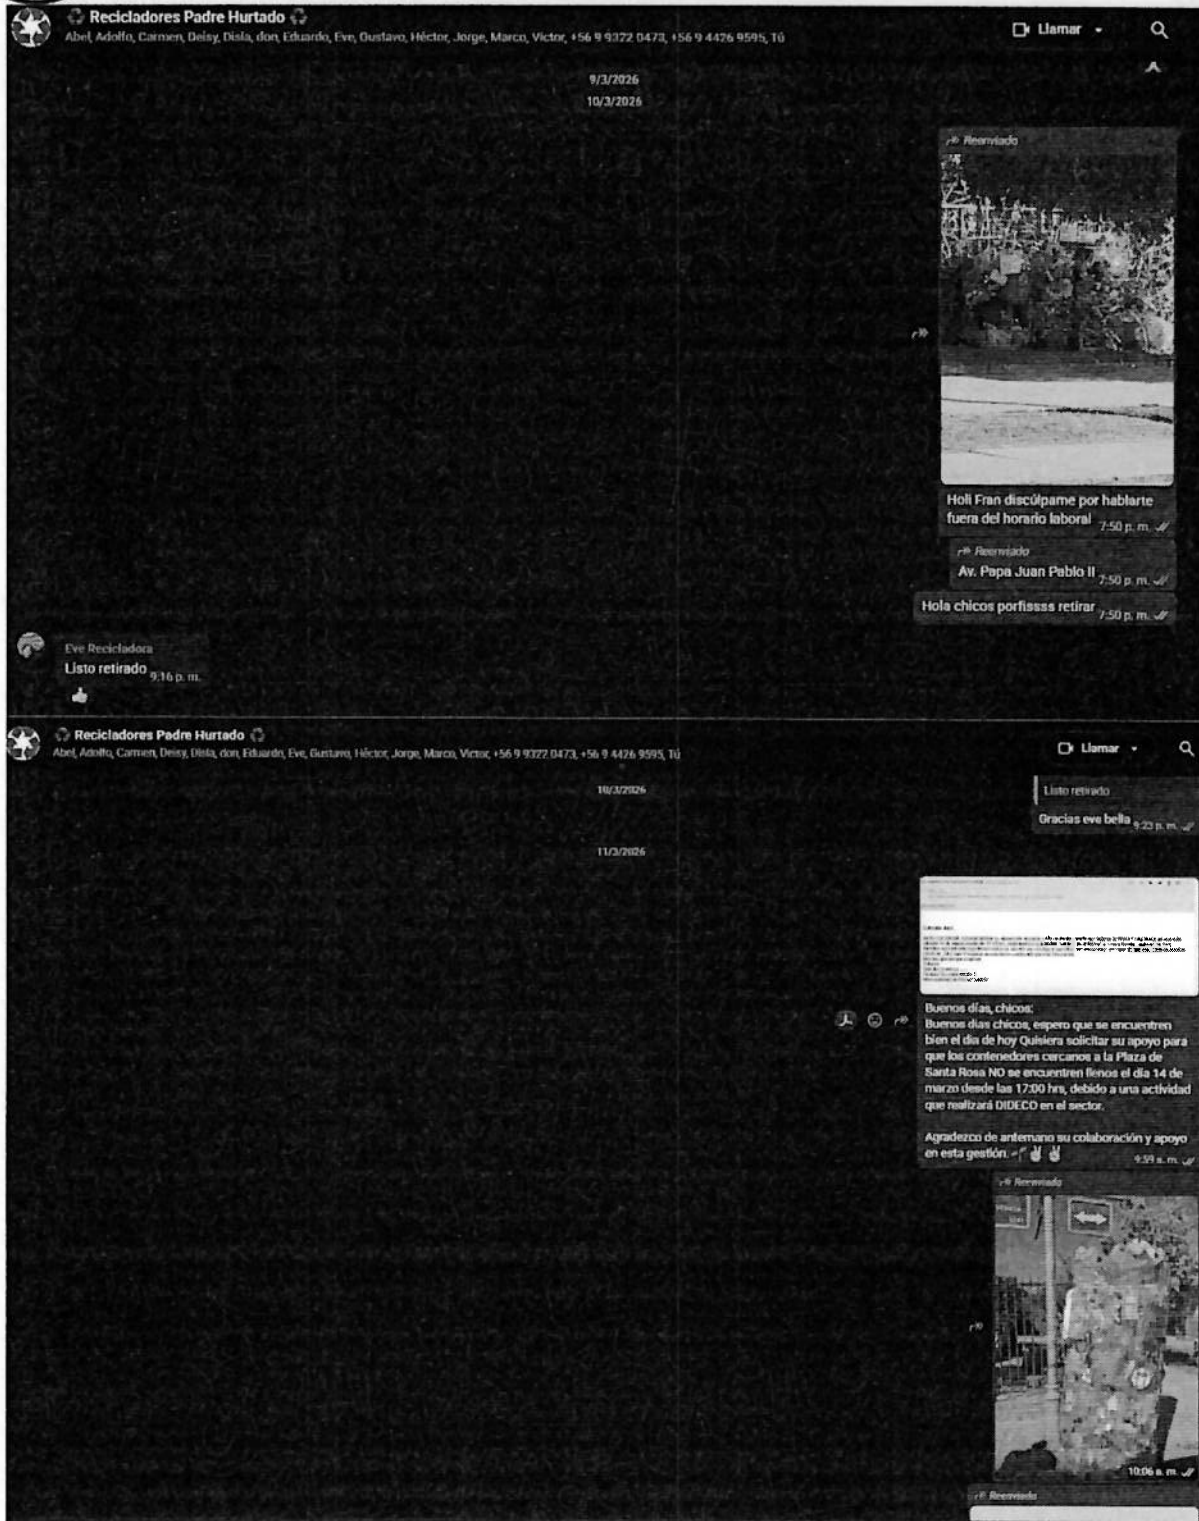 ♻ Recicladores Padre Hurtado ♻
Abel, Adolfo, Carmen, Deisy, Disla, don, Eduardo, Eve, Gustavo, Héctor, Jorge, Marco, Victor, +56 9 9322 0473, +56 9 4426 9595, Tú
Llamar
9/3/2026
10/3/2026
Reenviado
Holi Fran discúlpame por hablarte
fuera del horario laboral 7:50 p. m.
Reenviado
Av. Papa Juan Pablo II 7:50 p. m.
Hola chicos porfissss retirar 7:50 p. m.
Eve Recicladora
Listo retirado 9:16 p. m.
♻ Recicladores Padre Hurtado ♻
Abel, Adolfo, Carmen, Deisy, Disla, don, Eduardo, Eve, Gustavo, Héctor, Jorge, Marco, Victor, +56 9 9322 0473, +56 9 4426 9595, Tú
Llamar
10/3/2026
Listo retirado
Gracias eve bella 9:23 p. m.
11/3/2026
Buenos días, chicos:
Buenos dias chicos, espero que se encuentren
bien el dia de hoy Quisiera solicitar su apoyo para
que los contenedores cercanos a la Plaza de
Santa Rosa NO se encuentren llenos el día 14 de
marzo desde las 17:00 hrs, debido a una actividad
que realizará DIDECO en el sector.
Agradezco de antemano su colaboración y apoyo
en esta gestión. 9:59 a. m.
Reenviado
10:06 a. m.
Reenviado